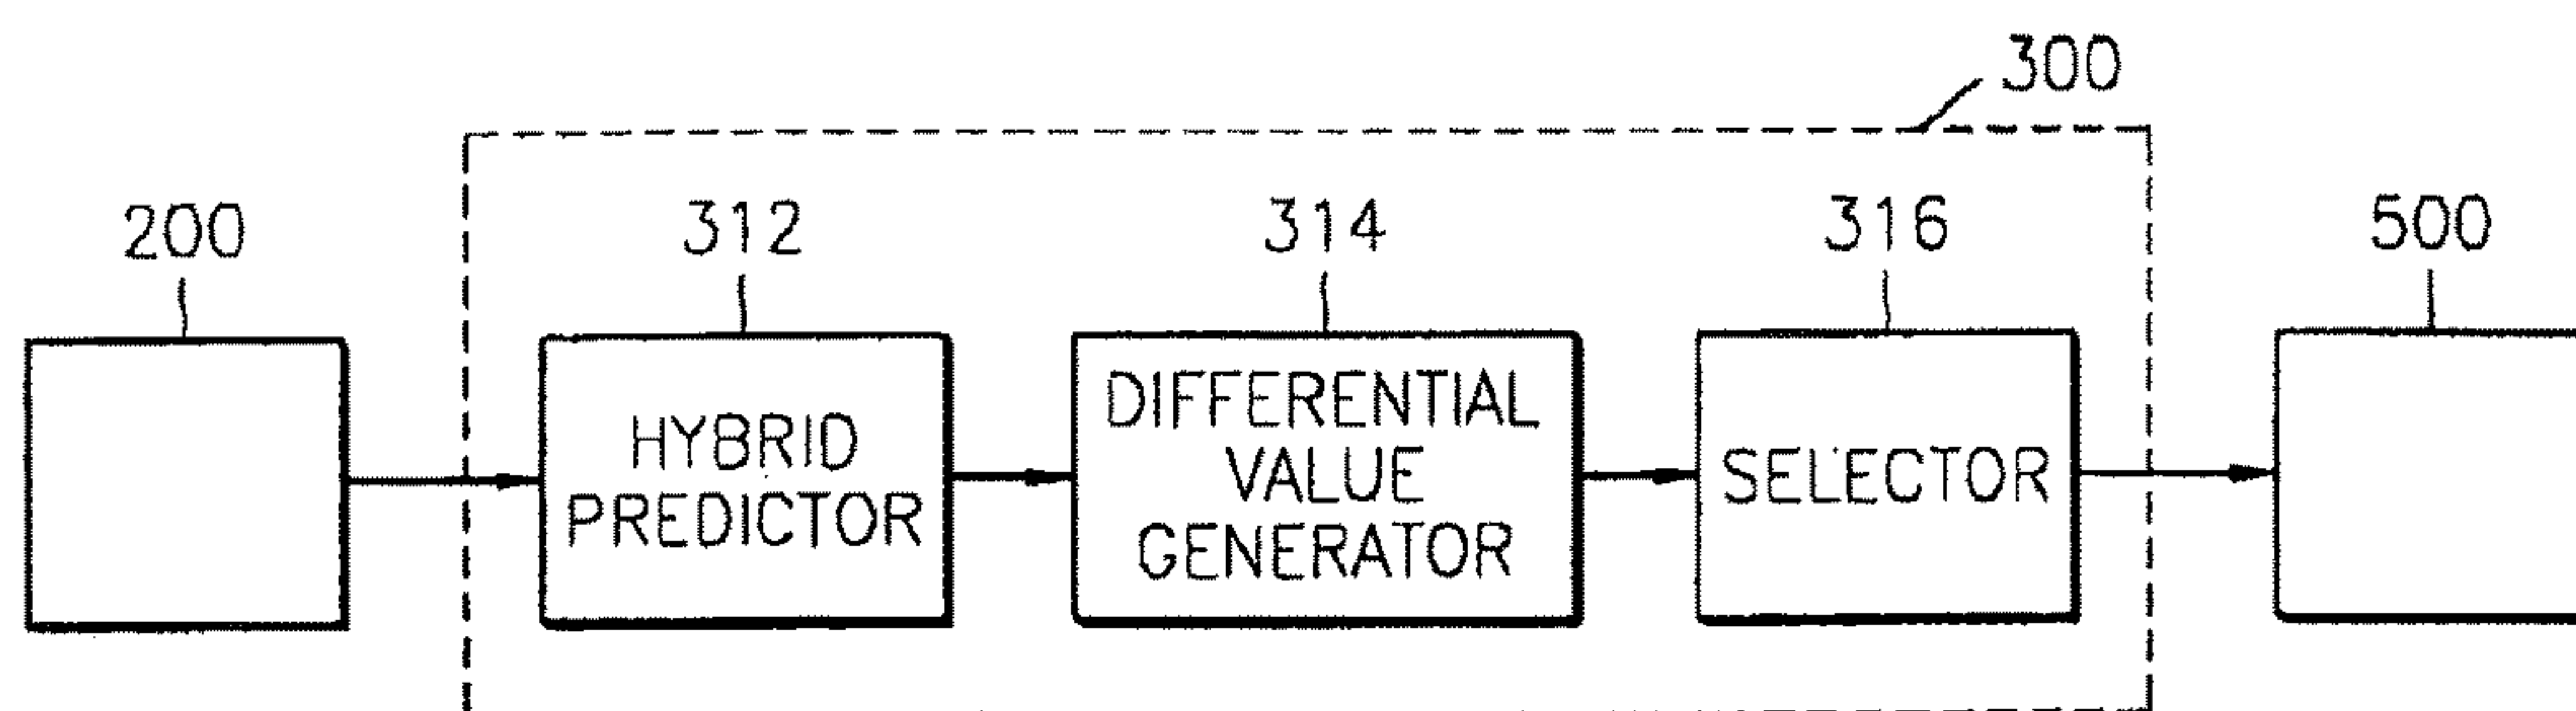 300
200
312
314
316
500
HYBRID
PREDICTOR
DIFFERENTIAL
VALUE
GENERATOR
SELECTOR